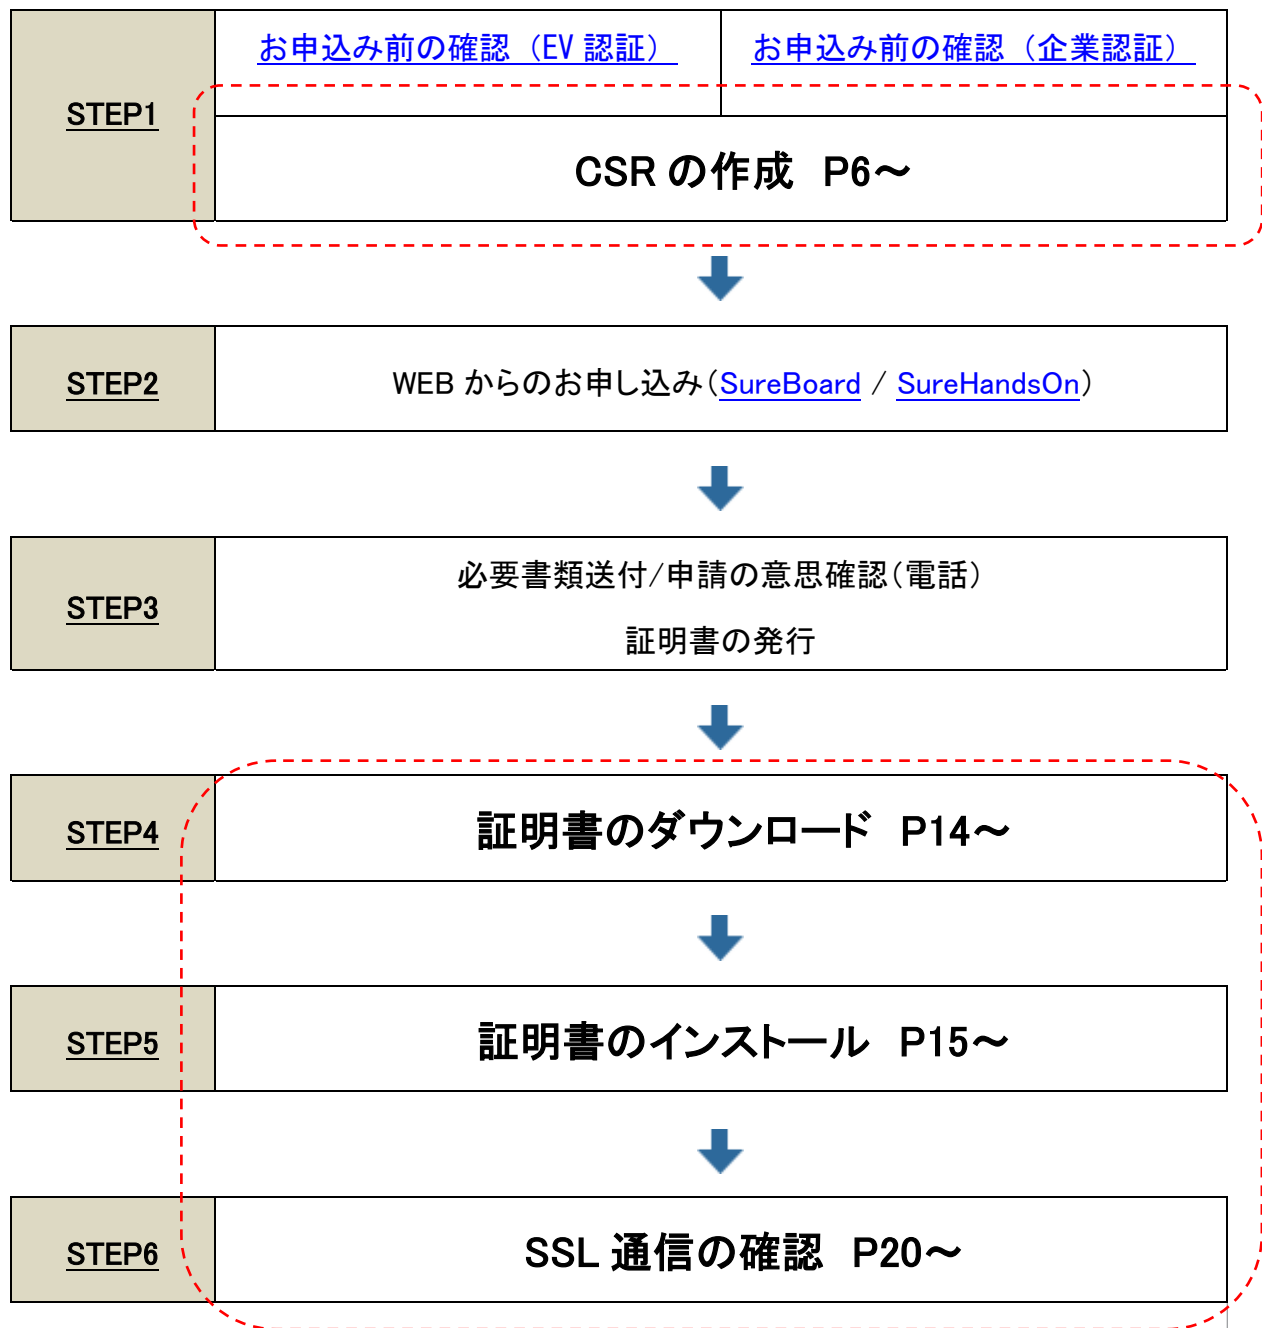 お申込み前の確認（EV 認証）
お申込み前の確認（企業認証）
STEP1
CSR の作成　P6～
STEP2
WEB からのお申し込み（SureBoard / SureHandsOn）
STEP3
必要書類送付/申請の意思確認（電話）
証明書の発行
STEP4
証明書のダウンロード　P14～
STEP5
証明書のインストール　P15～
STEP6
SSL 通信の確認　P20～